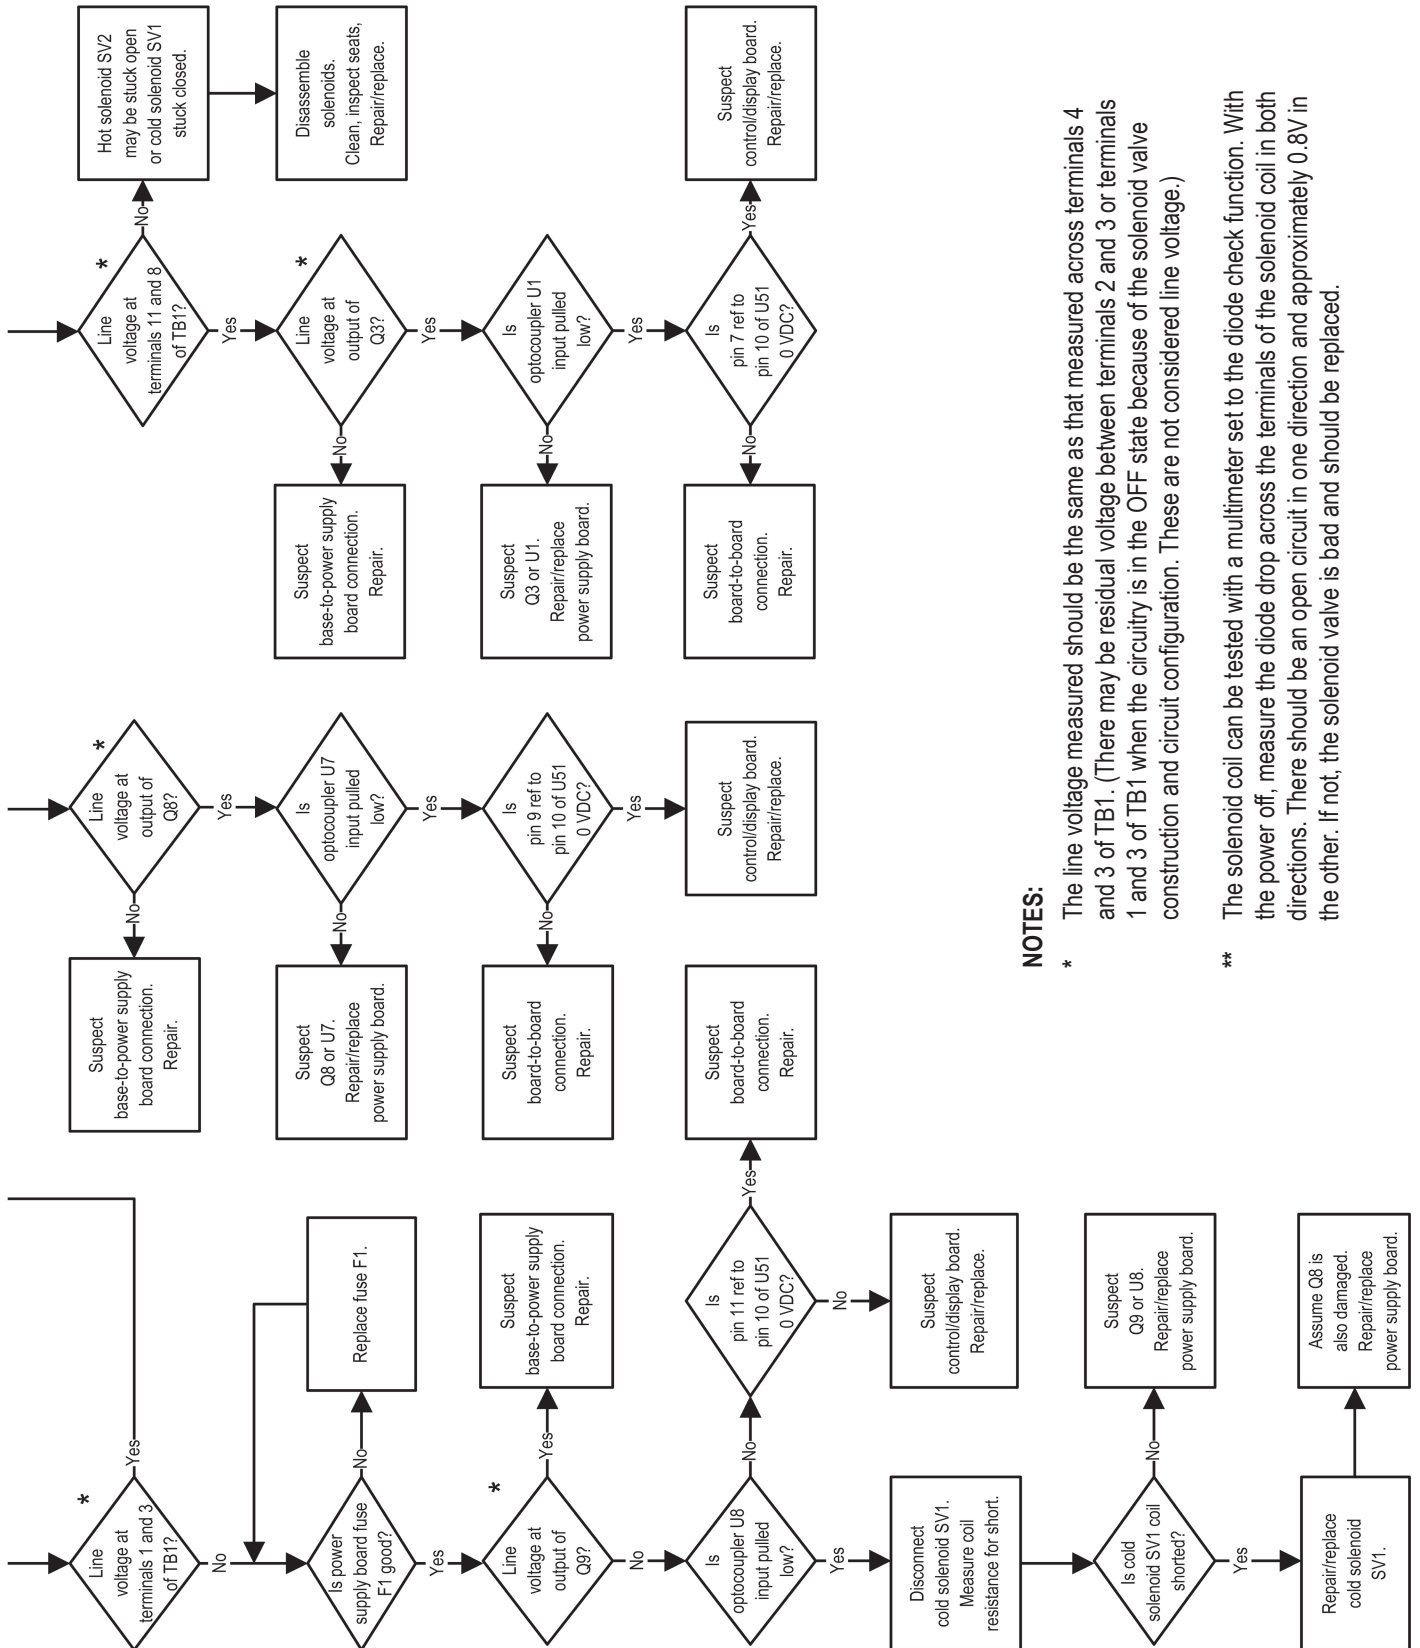 Line
voltage at
terminals 1 and 3
of TB1?
*
Yes
No
Is power
supply board fuse
F1 good?
No
Replace fuse F1.
Yes
Line
voltage at
output of
Q9?
*
Yes
Suspect
base-to-power supply
board connection.
Repair.
No
Is
optocoupler U8
input pulled
low?
No
Is
pin 11 ref to
pin 10 of U51
0 VDC?
Yes
Suspect
board-to-board
connection.
Repair.
No
Suspect
control/display board.
Repair/replace.
Yes
Disconnect
cold solenoid SV1.
Measure coil
resistance for short.
Is cold
solenoid SV1 coil
shorted?
No
Suspect
Q9 or U8.
Repair/replace
power supply board.
Yes
Repair/replace
cold solenoid
SV1.
Assume Q8 is
also damaged.
Repair/replace
power supply board.
Line
voltage at
output of
Q8?
*
No
Suspect
base-to-power supply
board connection.
Repair.
Yes
Is
optocoupler U7
input pulled
low?
No
Suspect
Q8 or U7.
Repair/replace
power supply board.
Yes
Is
pin 9 ref to
pin 10 of U51
0 VDC?
No
Suspect
board-to-board
connection.
Repair.
Yes
Suspect
control/display board.
Repair/replace.
Line
voltage at
terminals 11 and 8
of TB1?
*
No
Hot solenoid SV2
may be stuck open
or cold solenoid SV1
stuck closed.
Disassemble
solenoids.
Clean, inspect seats,
Repair/replace.
Yes
Line
voltage at
output of
Q3?
*
No
Suspect
base-to-power supply
board connection.
Repair.
Yes
Is
optocoupler U1
input pulled
low?
No
Suspect
Q3 or U1.
Repair/replace
power supply board.
Yes
Is
pin 7 ref to
pin 10 of U51
0 VDC?
No
Suspect
board-to-board
connection.
Repair.
Yes
Suspect
control/display board.
Repair/replace.
NOTES:
* The line voltage measured should be the same as that measured across terminals 4
and 3 of TB1. (There may be residual voltage between terminals 2 and 3 or terminals
1 and 3 of TB1 when the circuitry is in the OFF state because of the solenoid valve
construction and circuit configuration. These are not considered line voltage.)
** The solenoid coil can be tested with a multimeter set to the diode check function. With
the power off, measure the diode drop across the terminals of the solenoid coil in both
directions. There should be an open circuit in one direction and approximately 0.8V in
the other. If not, the solenoid valve is bad and should be replaced.